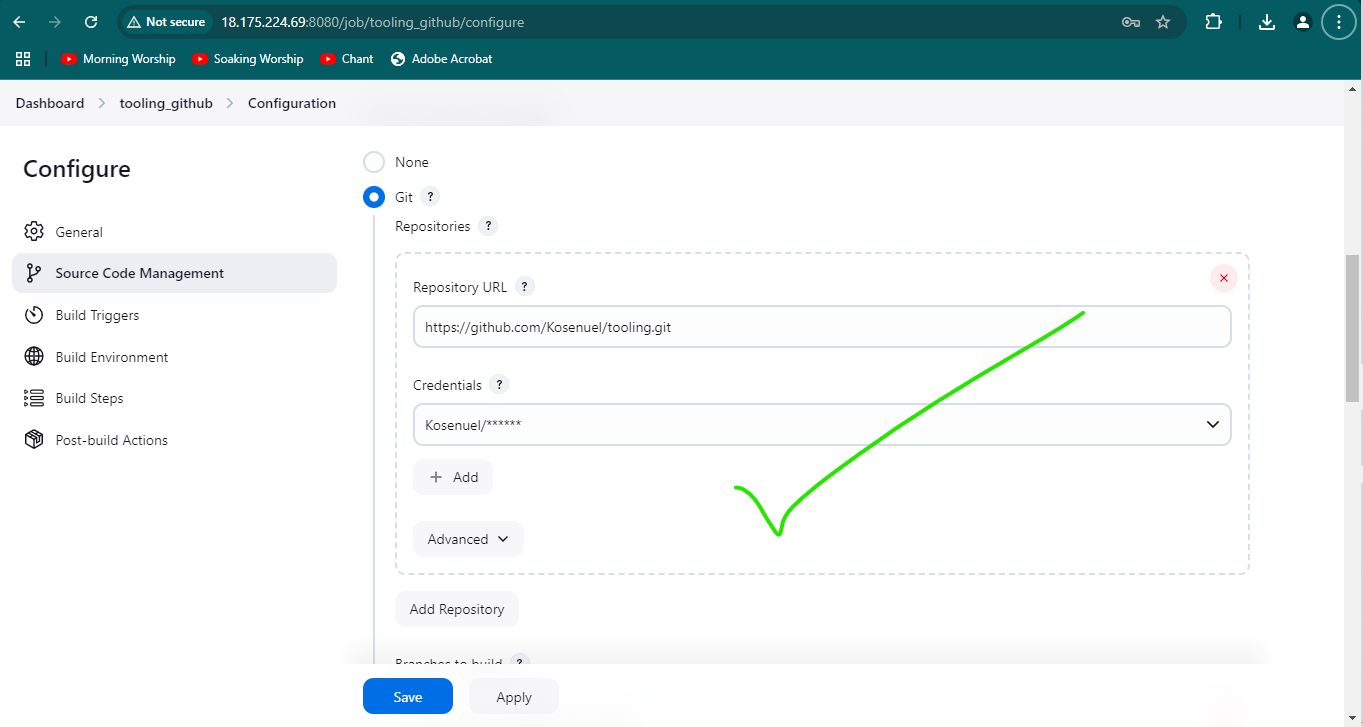 Not secure 18.175.224.69:8080/job/tooling_github/configure
Morning Worship Soaking Worship Chant Adobe Acrobat
Dashboard > tooling_github > Configuration
Configure
General
Source Code Management
Build Triggers
Build Environment
Build Steps
Post-build Actions
None
Git ?
Repositories ?
Repository URL ?
https://github.com/Kosenuel/tooling.git
Credentials ?
Kosenuel/******
+ Add
Advanced
Add Repository
Branches to build ?
Save Apply